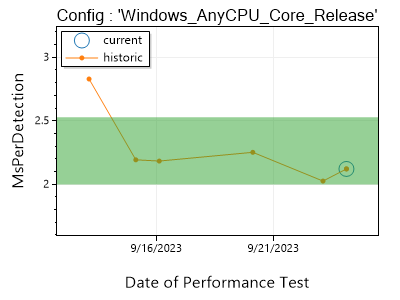 Config : 'Windows_AnyCPU_Core_Release'
current
historic
3
2.5
2
MsPerDetection
9/16/2023
9/21/2023
Date of Performance Test